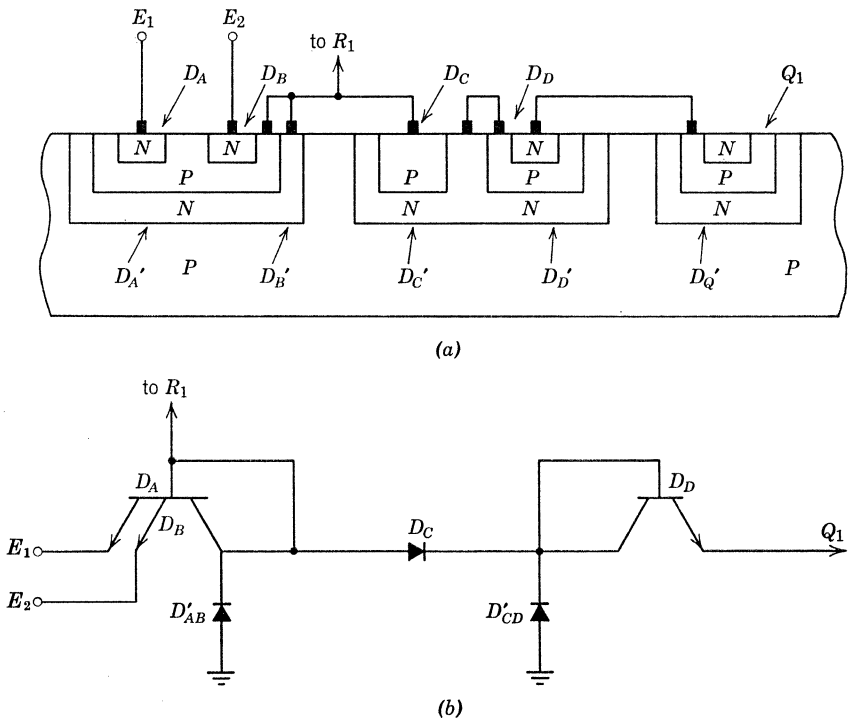 E1 E2
to R1
DA DB DC DD Q1
N N P N N
P P P
N N N N
DA′ P DB′ DC′ DD′ DQ′ P
(a)
to R1
DA DD
DB
E1 DC Q1
E2 D′AB D′CD
(b)